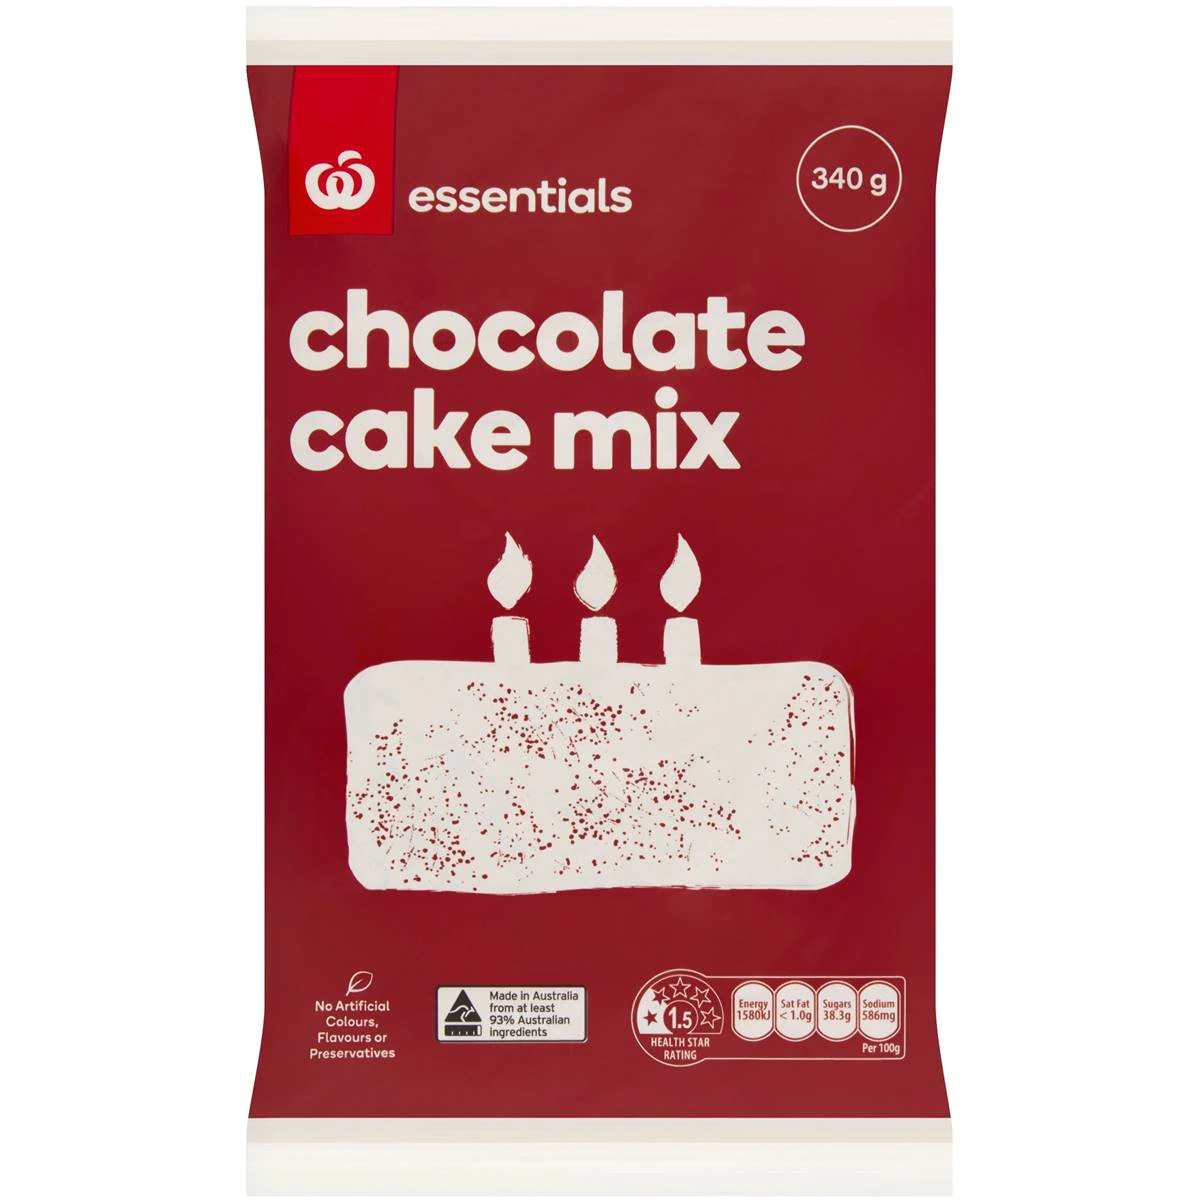 essentials
340 g
chocolate
cake mix
No Artificial
Colours,
Flavours or
Preservatives
Made in Australia
from at least
93% Australian
ingredients
1.5
HEALTH STAR
RATING
Energy
1580kJ
Sat Fat
< 1.0g
Sugars
38.3g
Sodium
586mg
Per 100g